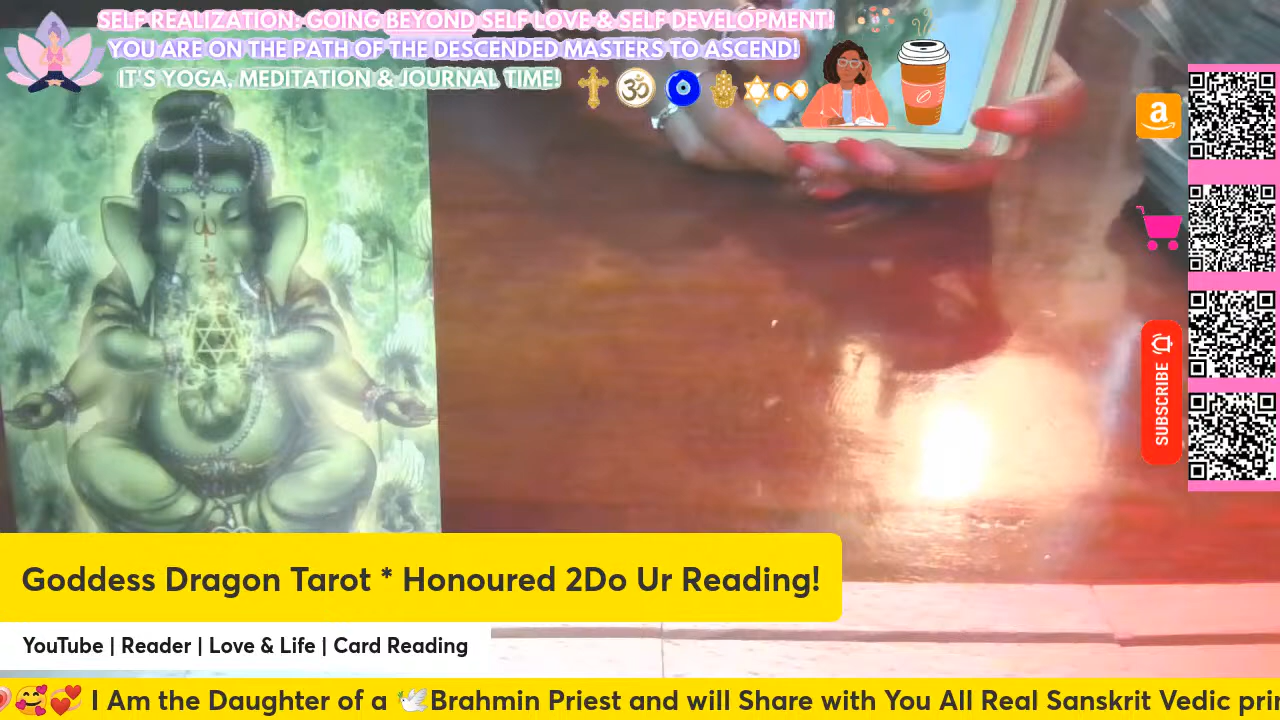 SELF REALIZATION: GOING BEYOND SELF LOVE & SELF DEVELOPMENT!
YOU ARE ON THE PATH OF THE DESCENDED MASTERS TO ASCEND!
IT'S YOGA, MEDITATION & JOURNAL TIME!
a
SUBSCRIBE
Goddess Dragon Tarot * Honoured 2Do Ur Reading!
YouTube | Reader | Love & Life | Card Reading
I Am the Daughter of a 🕊️Brahmin Priest and will Share with You All Real Sanskrit Vedic prin